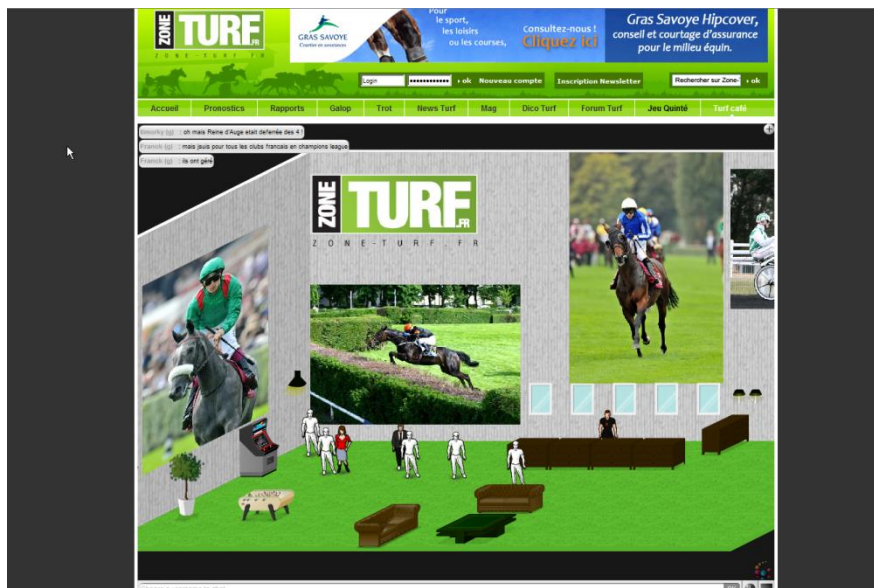 ZONE TURF.FR
ZONE-TURF.FR
GRAS SAVOYE
Courtier en assurances
Pour
le sport,
les loisirs
ou les courses,
Consultez-nous !
Cliquez ici
Gras Savoye Hipcover,
conseil et courtage d'assurance
pour le milieu équin.
Login › ok Nouveau compte Inscription Newsletter Rechercher sur Zone- › ok
Accueil Pronostics Rapports Galop Trot News Turf Mag Dico Turf Forum Turf Jeu Quinté Turf café
timorky (g) : oh mais Reine d'Auge etait deferrée des 4 !
Franck (g) : mais jsuis pour tous les clubs francais en champions league
Franck (g) : ils ont géré
ZONE TURF.FR
ZONE-TURF.FR